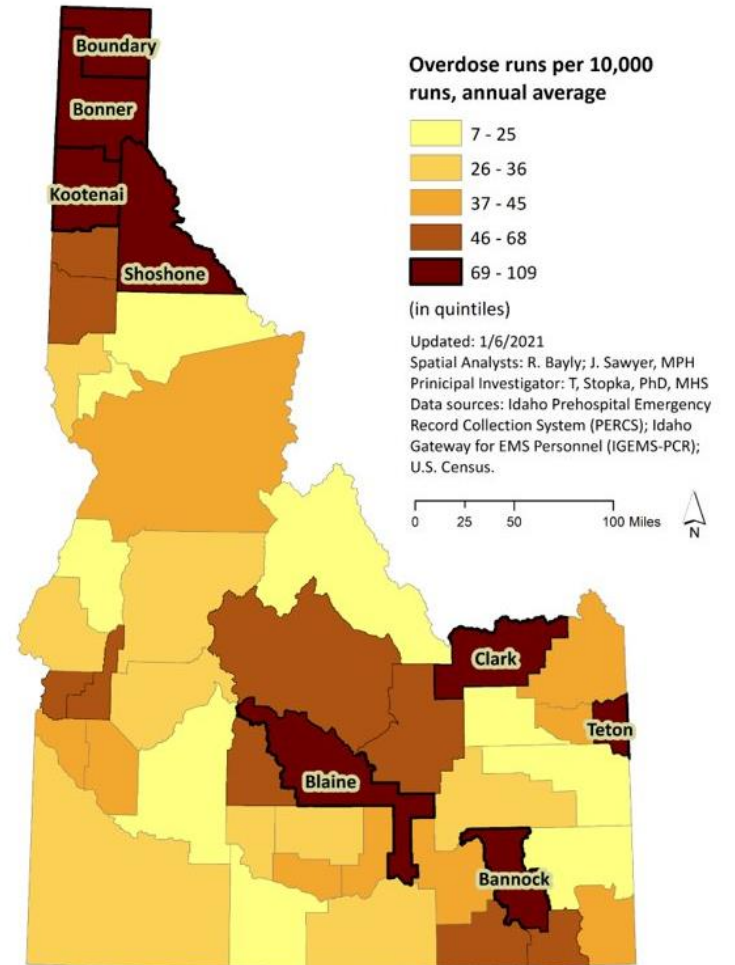 Boundary
Bonner
Kootenai
Shoshone
Overdose runs per 10,000
runs, annual average
7 - 25
26 - 36
37 - 45
46 - 68
69 - 109
(in quintiles)
Updated: 1/6/2021
Spatial Analysts: R. Bayly; J. Sawyer, MPH
Prinicipal Investigator: T, Stopka, PhD, MHS
Data sources: Idaho Prehospital Emergency
Record Collection System (PERCS); Idaho
Gateway for EMS Personnel (IGEMS-PCR);
U.S. Census.
0 25 50 100 Miles
N
Clark
Teton
Blaine
Bannock